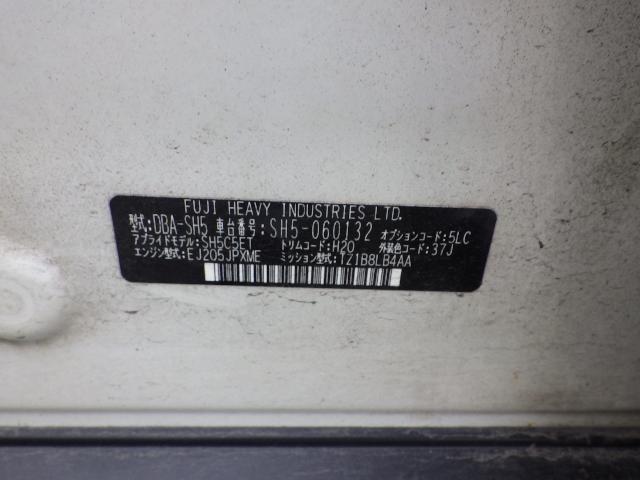 FUJI HEAVY INDUSTRIES LTD.
型式: DBA-SH5 車台番号: SH5-060132 オプションコード: 5LC
アプライドモデル: SH5C5ET トリムコード: H20 外装色コード: 37J
エンジン型式: EJ205JPXME ミッション型式: TZ1B8LB4AA